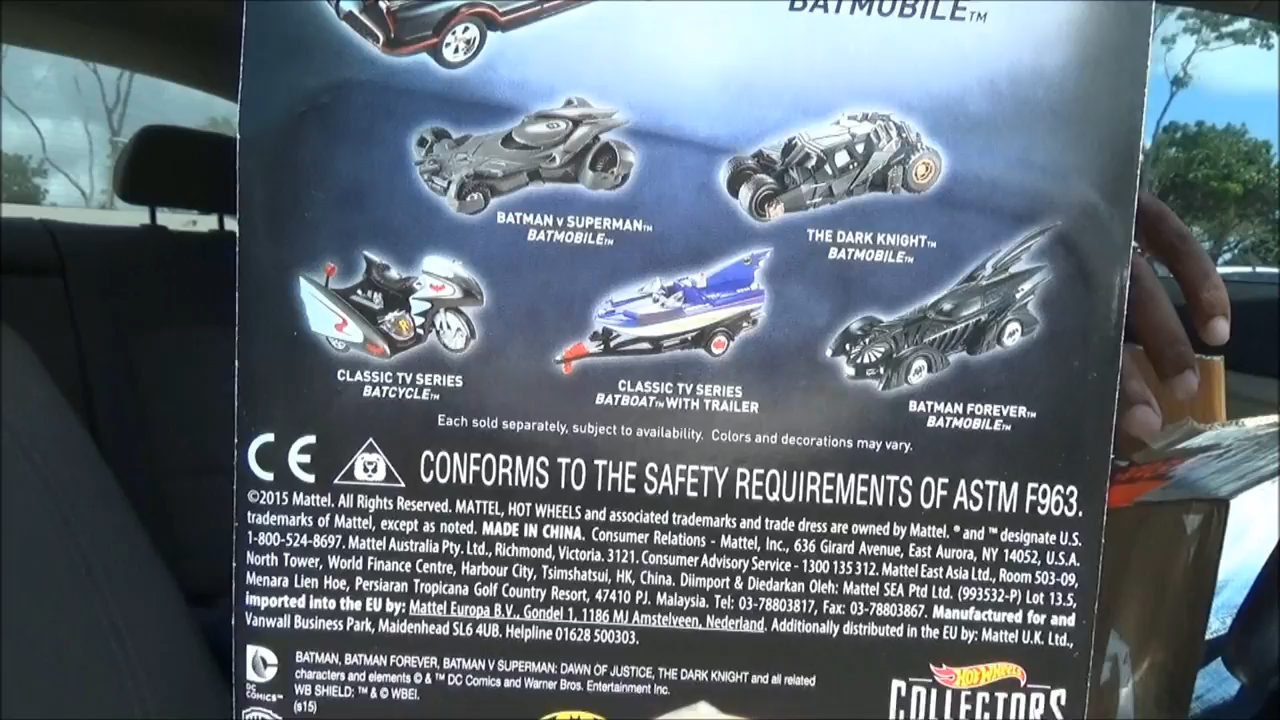 BATMOBILE™
BATMAN v SUPERMAN™
BATMOBILE™
THE DARK KNIGHT™
BATMOBILE™
CLASSIC TV SERIES
BATCYCLE™
CLASSIC TV SERIES
BATBOAT™ WITH TRAILER
BATMAN FOREVER™
BATMOBILE™
Each sold separately, subject to availability. Colors and decorations may vary.
CE CONFORMS TO THE SAFETY REQUIREMENTS OF ASTM F963.
©2015 Mattel. All Rights Reserved. MATTEL, HOT WHEELS and associated trademarks and trade dress are owned by Mattel. ® and ™ designate U.S.
trademarks of Mattel, except as noted. MADE IN CHINA. Consumer Relations - Mattel, Inc., 636 Girard Avenue, East Aurora, NY 14052, U.S.A.
1-800-524-8697. Mattel Australia Pty. Ltd., Richmond, Victoria. 3121. Consumer Advisory Service - 1300 135 312. Mattel East Asia Ltd., Room 503-09,
North Tower, World Finance Centre, Harbour City, Tsimshatsui, HK, China. Diimport & Diedarkan Oleh: Mattel SEA Ptd Ltd. (993532-P) Lot 13.5,
Menara Lien Hoe, Persiaran Tropicana Golf Country Resort, 47410 PJ. Malaysia. Tel: 03-78803817, Fax: 03-78803867. Manufactured for and
imported into the EU by: Mattel Europa B.V., Gondel 1, 1186 MJ Amstelveen, Nederland. Additionally distributed in the EU by: Mattel U.K. Ltd.,
Vanwall Business Park, Maidenhead SL6 4UB. Helpline 01628 500303.
DC
COMICS™
BATMAN, BATMAN FOREVER, BATMAN V SUPERMAN: DAWN OF JUSTICE, THE DARK KNIGHT and all related
characters and elements © & ™ DC Comics and Warner Bros. Entertainment Inc.
WB SHIELD: ™ & © WBEI.
(s15)
HOT WHEELS
COLLECTORS